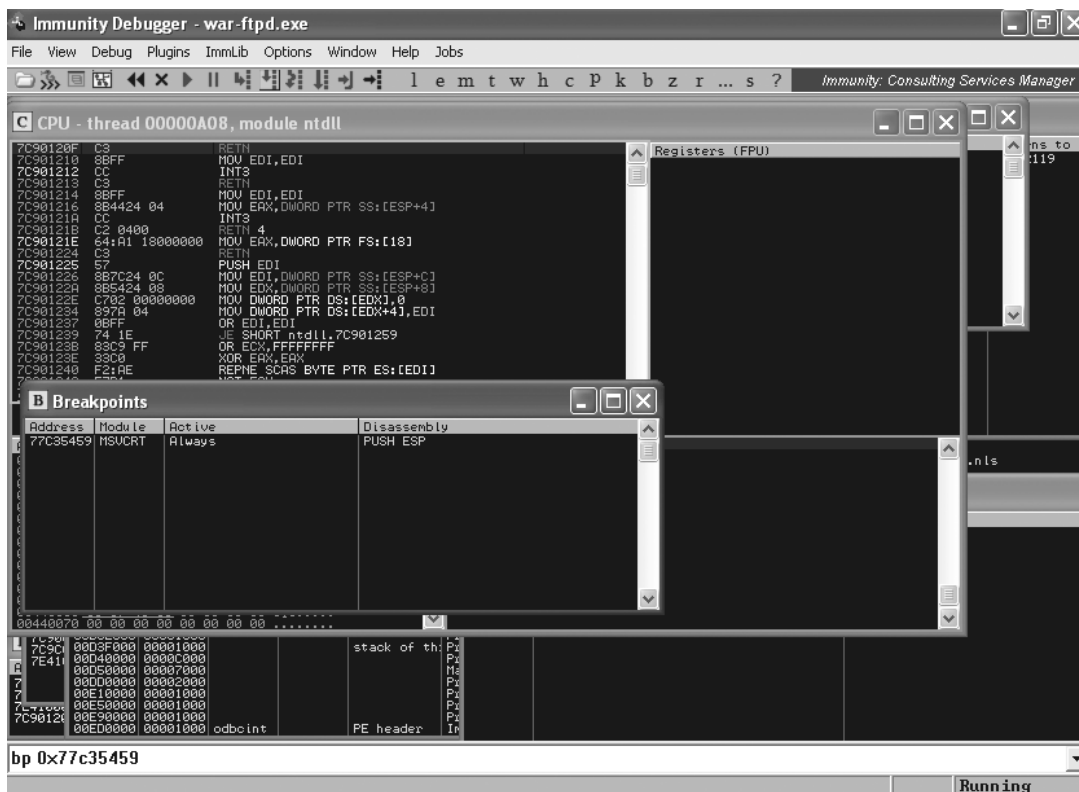 Immunity Debugger - war-ftpd.exe
File View Debug Plugins ImmLib Options Window Help Jobs
l e m t w h c P k b z r ... s ? Immunity: Consulting Services Manager
C CPU - thread 00000A08, module ntdll
7C90120F C3 RETN
7C901210 8BFF MOV EDI,EDI
7C901212 CC INT3
7C901213 C3 RETN
7C901214 8BFF MOV EDI,EDI
7C901216 8B4424 04 MOV EAX,DWORD PTR SS:[ESP+4]
7C90121A CC INT3
7C90121B C2 0400 RETN 4
7C90121E 64:A1 18000000 MOV EAX,DWORD PTR FS:[18]
7C901224 C3 RETN
7C901225 57 PUSH EDI
7C901226 8B7C24 0C MOV EDI,DWORD PTR SS:[ESP+C]
7C90122A 8B5424 08 MOV EDX,DWORD PTR SS:[ESP+8]
7C90122E C702 00000000 MOV DWORD PTR DS:[EDX],0
7C901234 897A 04 MOV DWORD PTR DS:[EDX+4],EDI
7C901237 0BFF OR EDI,EDI
7C901239 74 1E JE SHORT ntdll.7C901259
7C90123B 83C9 FF OR ECX,FFFFFFFF
7C90123E 33C0 XOR EAX,EAX
7C901240 F2:AE REPNE SCAS BYTE PTR ES:[EDI]
Registers (FPU)
ns to
:119
B Breakpoints
Address Module Active Disassembly
77C35459 MSVCRT Always PUSH ESP
.nls
00440070 00 00 00 00 00 00 00 00 ........
00D3F000 00001000 stack of th
00D40000 0000C000
00D50000 00007000
00DD0000 00002000
00E10000 00001000
00E50000 00001000
00E90000 00001000
00ED0000 00001000 odbcint PE header
bp 0x77c35459
Running